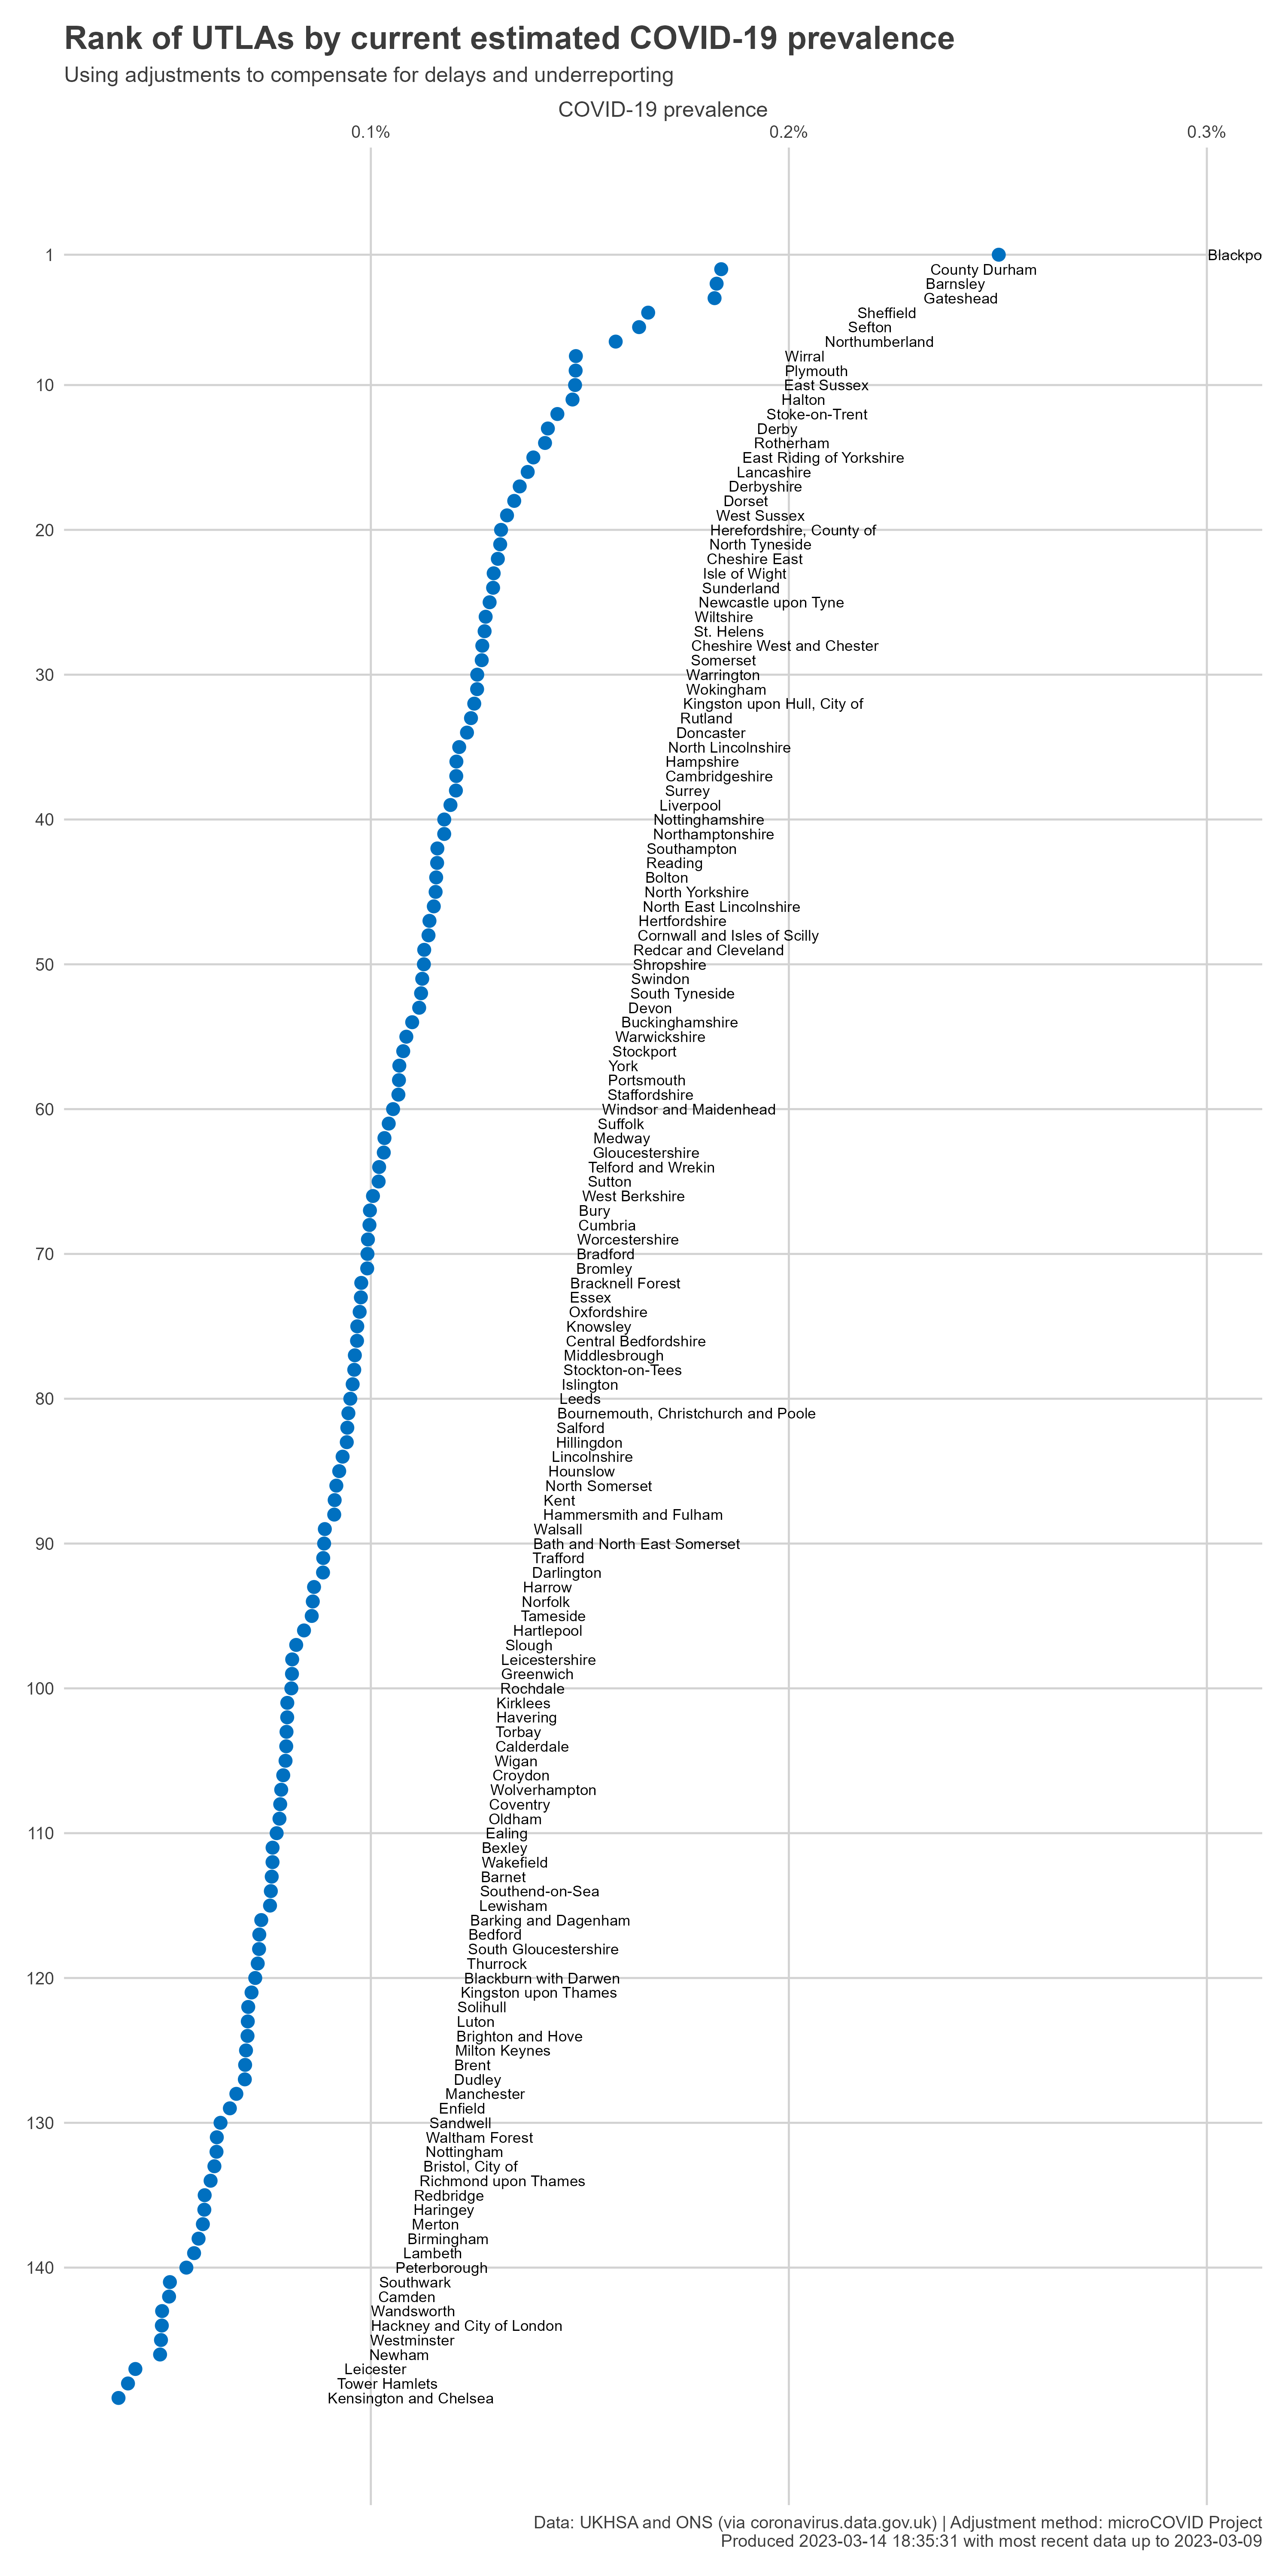 Rank of UTLAs by current estimated COVID-19 prevalence
Using adjustments to compensate for delays and underreporting
COVID-19 prevalence
0.1% 0.2% 0.3%
1 Blackpo
County Durham
Barnsley
Gateshead
Sheffield
Sefton
Northumberland
Wirral
Plymouth
10 East Sussex
Halton
Stoke-on-Trent
Derby
Rotherham
East Riding of Yorkshire
Lancashire
Derbyshire
Dorset
West Sussex
20 Herefordshire, County of
North Tyneside
Cheshire East
Isle of Wight
Sunderland
Newcastle upon Tyne
Wiltshire
St. Helens
Cheshire West and Chester
Somerset
30 Warrington
Wokingham
Kingston upon Hull, City of
Rutland
Doncaster
North Lincolnshire
Hampshire
Cambridgeshire
Surrey
Liverpool
40 Nottinghamshire
Northamptonshire
Southampton
Reading
Bolton
North Yorkshire
North East Lincolnshire
Hertfordshire
Cornwall and Isles of Scilly
Redcar and Cleveland
50 Shropshire
Swindon
South Tyneside
Devon
Buckinghamshire
Warwickshire
Stockport
York
Portsmouth
Staffordshire
60 Windsor and Maidenhead
Suffolk
Medway
Gloucestershire
Telford and Wrekin
Sutton
West Berkshire
Bury
Cumbria
Worcestershire
70 Bradford
Bromley
Bracknell Forest
Essex
Oxfordshire
Knowsley
Central Bedfordshire
Middlesbrough
Stockton-on-Tees
Islington
80 Leeds
Bournemouth, Christchurch and Poole
Salford
Hillingdon
Lincolnshire
Hounslow
North Somerset
Kent
Hammersmith and Fulham
Walsall
90 Bath and North East Somerset
Trafford
Darlington
Harrow
Norfolk
Tameside
Hartlepool
Slough
Leicestershire
Greenwich
100 Rochdale
Kirklees
Havering
Torbay
Calderdale
Wigan
Croydon
Wolverhampton
Coventry
Oldham
110 Ealing
Bexley
Wakefield
Barnet
Southend-on-Sea
Lewisham
Barking and Dagenham
Bedford
South Gloucestershire
Thurrock
120 Blackburn with Darwen
Kingston upon Thames
Solihull
Luton
Brighton and Hove
Milton Keynes
Brent
Dudley
Manchester
Enfield
130 Sandwell
Waltham Forest
Nottingham
Bristol, City of
Richmond upon Thames
Redbridge
Haringey
Merton
Birmingham
Lambeth
140 Peterborough
Southwark
Camden
Wandsworth
Hackney and City of London
Westminster
Newham
Leicester
Tower Hamlets
Kensington and Chelsea
Data: UKHSA and ONS (via coronavirus.data.gov.uk) | Adjustment method: microCOVID Project
Produced 2023-03-14 18:35:31 with most recent data up to 2023-03-09